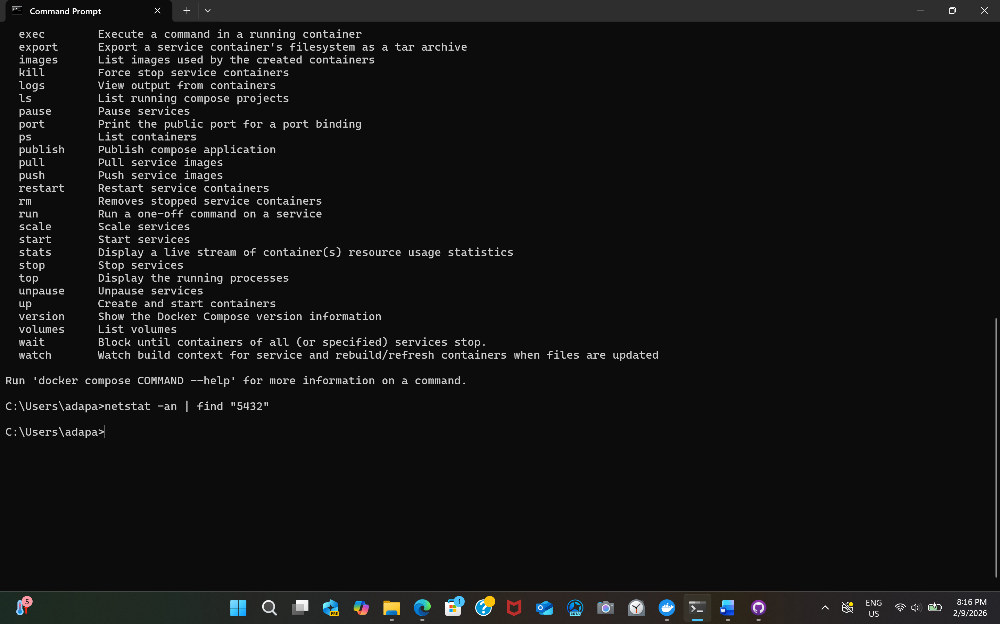 Command Prompt
exec Execute a command in a running container
export Export a service container's filesystem as a tar archive
images List images used by the created containers
kill Force stop service containers
logs View output from containers
ls List running compose projects
pause Pause services
port Print the public port for a port binding
ps List containers
publish Publish compose application
pull Pull service images
push Push service images
restart Restart service containers
rm Removes stopped service containers
run Run a one-off command on a service
scale Scale services
start Start services
stats Display a live stream of container(s) resource usage statistics
stop Stop services
top Display the running processes
unpause Unpause services
up Create and start containers
version Show the Docker Compose version information
volumes List volumes
wait Block until containers of all (or specified) services stop.
watch Watch build context for service and rebuild/refresh containers when files are updated
Run 'docker compose COMMAND --help' for more information on a command.
C:\Users\adapa>netstat -an | find "5432"
C:\Users\adapa>
5
PRE
1
BETA
ENG
US
8:16 PM
2/9/2026